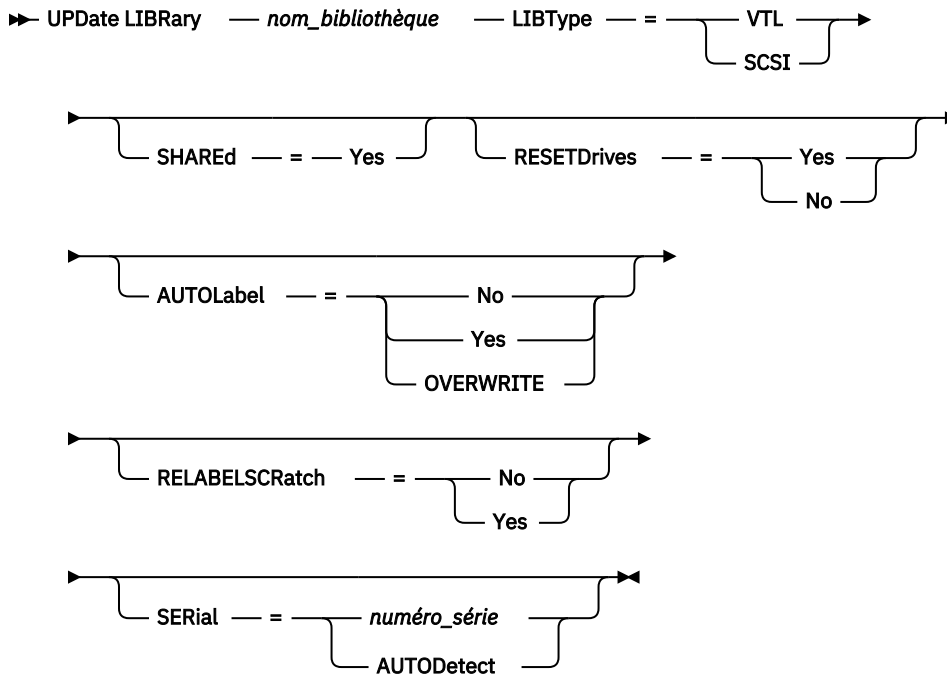 UPDate LIBRary nom_bibliothèque LIBType = VTL
SCSI
SHAREd = Yes RESETDrives = Yes
No
AUTOLabel = No
Yes
OVERWRITE
RELABELSCRatch = No
Yes
SERial = numéro_série
AUTODetect